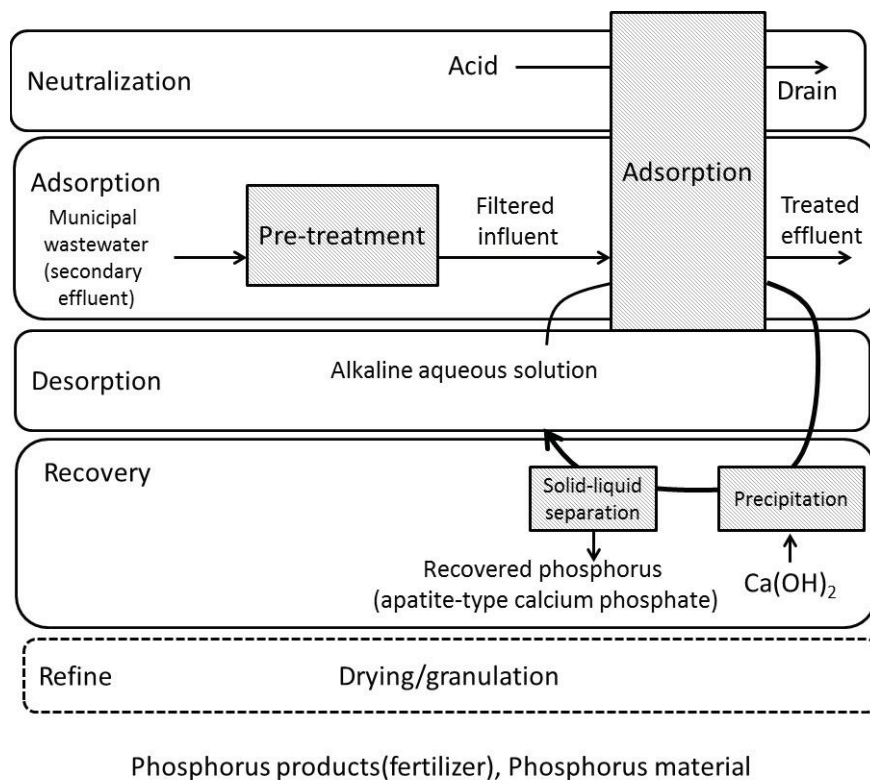 Neutralization
Acid
Drain
Adsorption
Adsorption
Municipal
wastewater
(secondary
effluent)
Pre-treatment
Filtered
influent
Treated
effluent
Desorption
Alkaline aqueous solution
Recovery
Solid-liquid
separation
Precipitation
Recovered phosphorus
(apatite-type calcium phosphate)
Ca(OH)₂
Refine
Drying/granulation
Phosphorus products(fertilizer), Phosphorus material